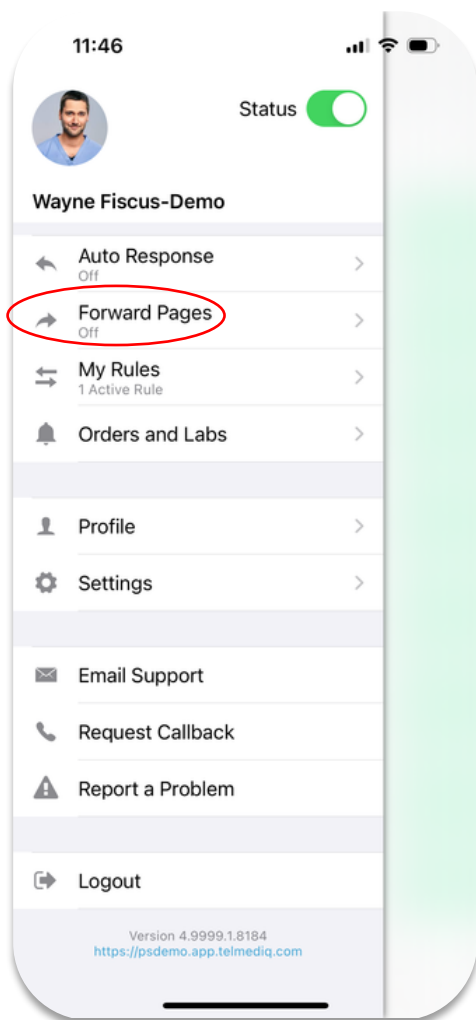 11:46
Status
Wayne Fiscus-Demo
Auto Response
Off
Forward Pages
Off
My Rules
1 Active Rule
Orders and Labs
Profile
Settings
Email Support
Request Callback
Report a Problem
Logout
Version 4.9999.1.8184
https://psdemo.app.telmediq.com